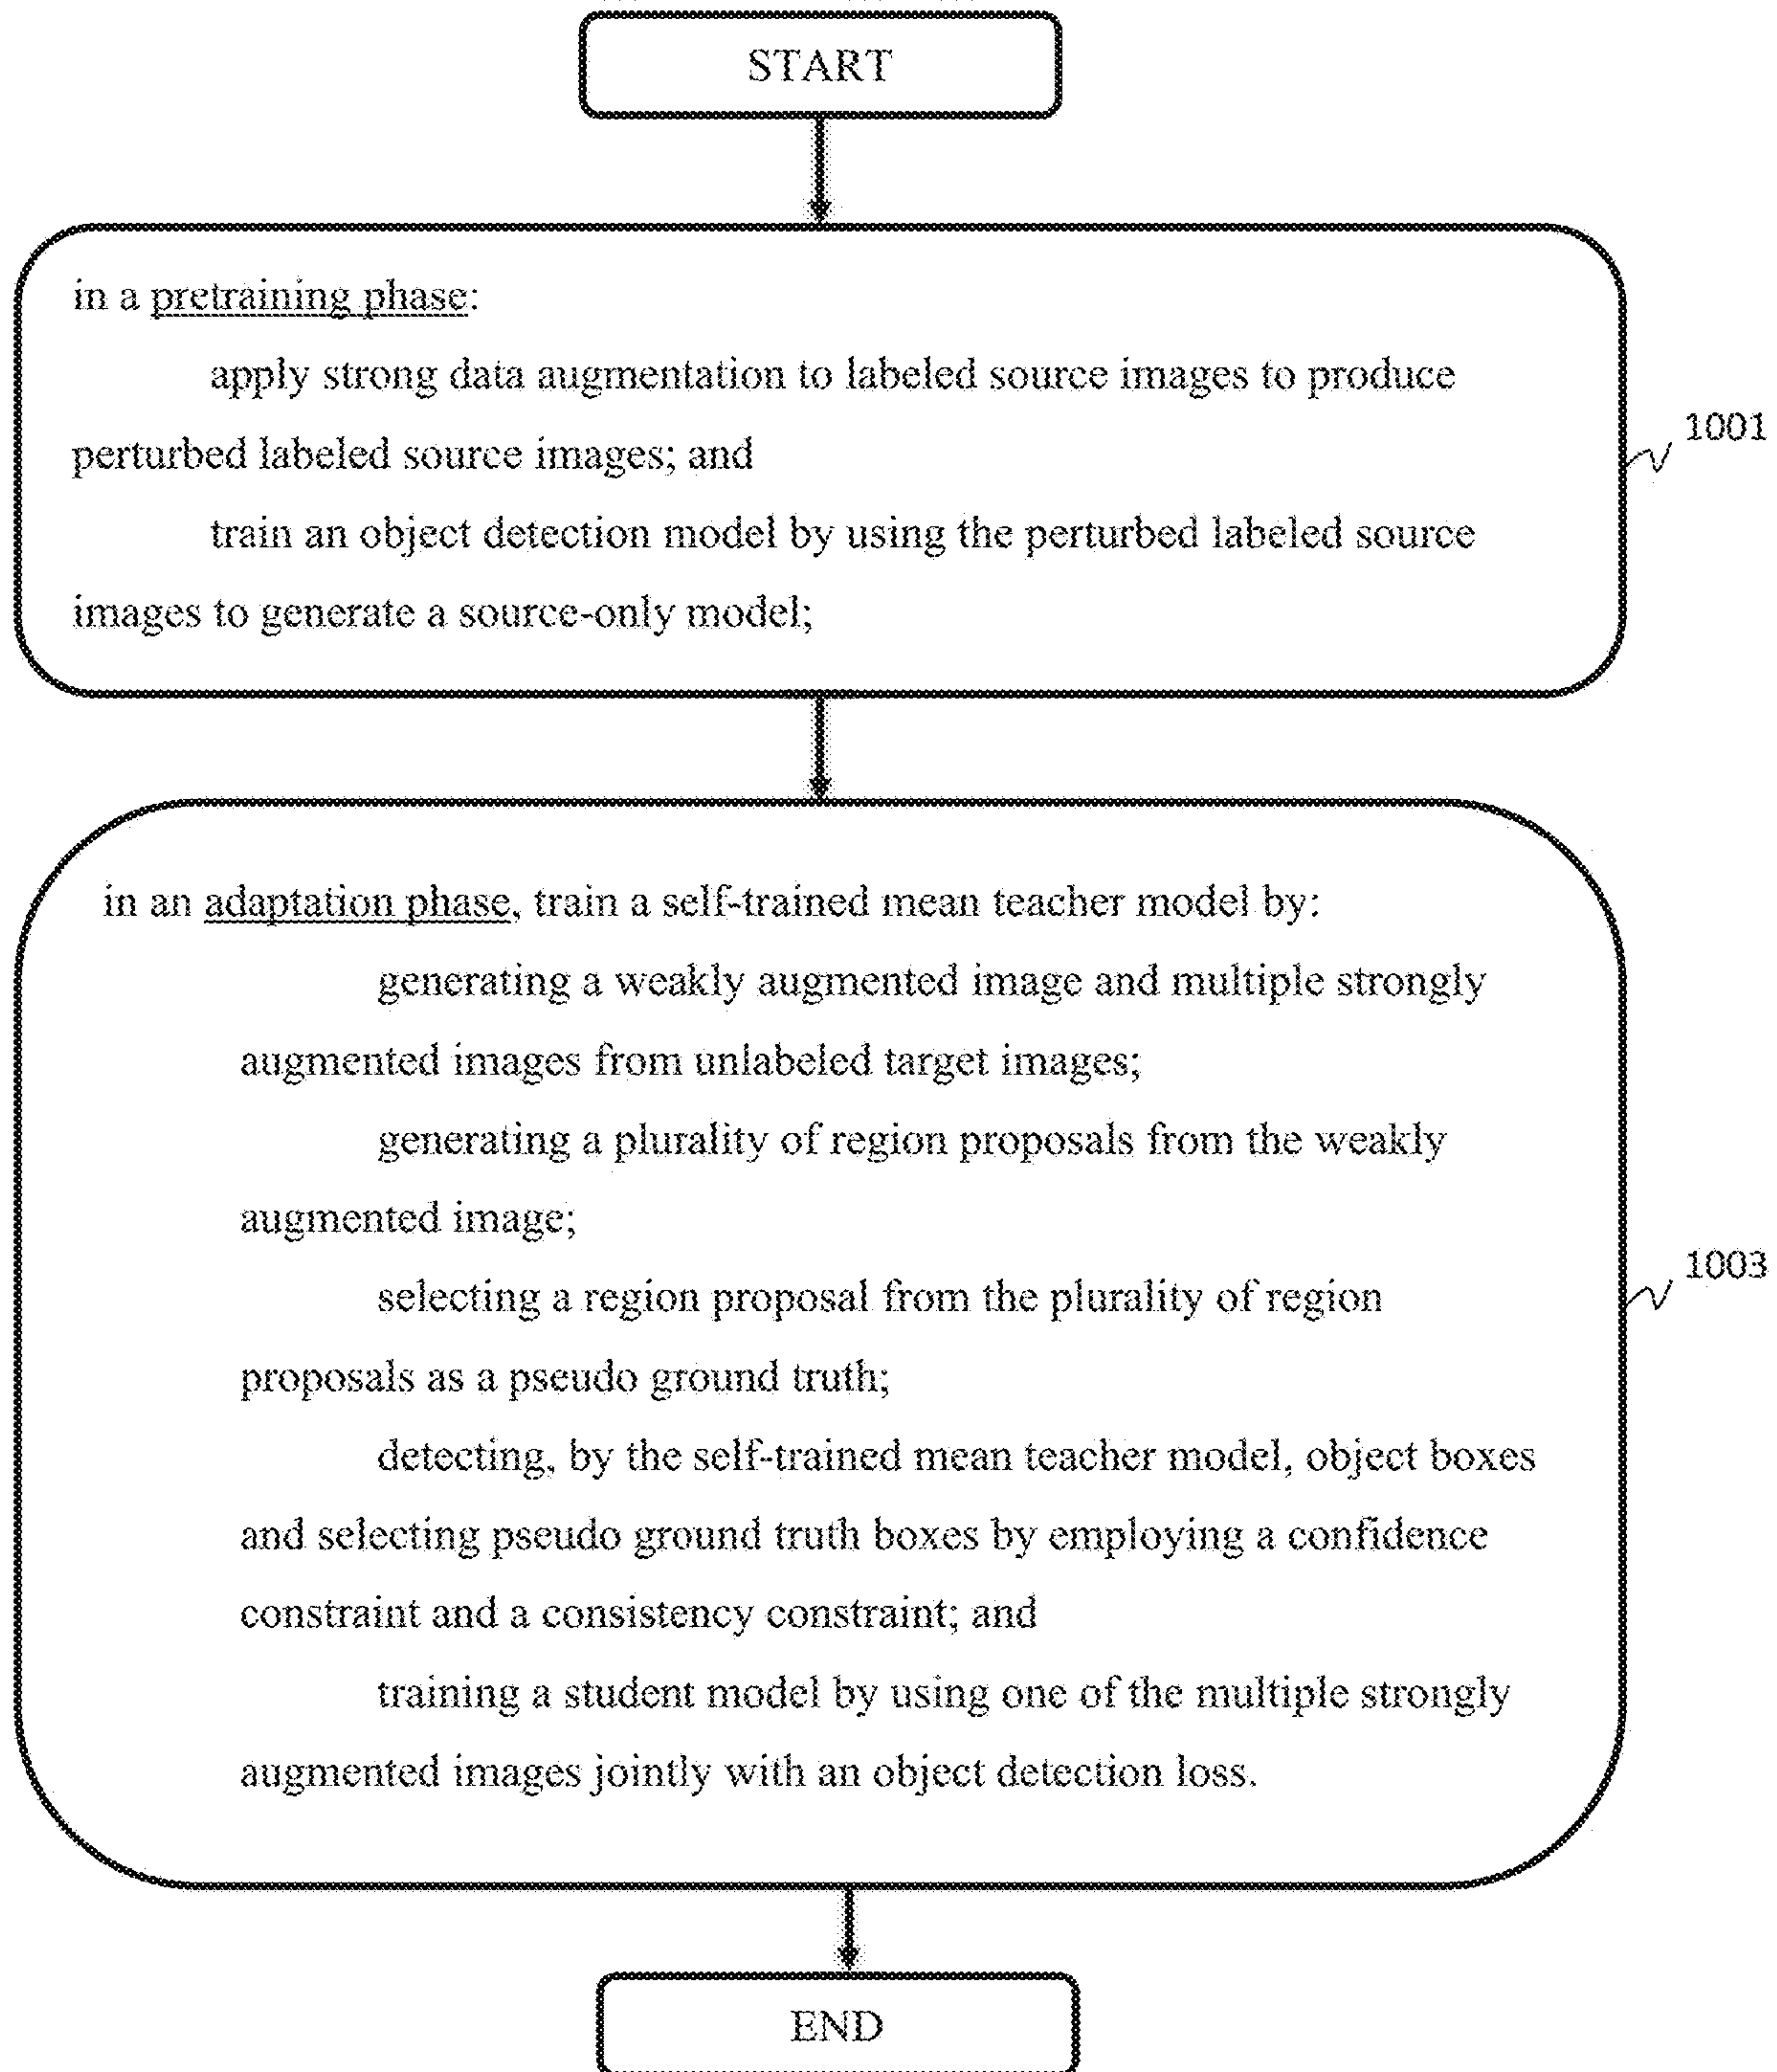 START
in a pretraining phase:
apply strong data augmentation to labeled source images to produce
perturbed labeled source images; and
train an object detection model by using the perturbed labeled source
images to generate a source-only model;
1001
in an adaptation phase, train a self-trained mean teacher model by:
generating a weakly augmented image and multiple strongly
augmented images from unlabeled target images;
generating a plurality of region proposals from the weakly
augmented image;
selecting a region proposal from the plurality of region
proposals as a pseudo ground truth;
detecting, by the self-trained mean teacher model, object boxes
and selecting pseudo ground truth boxes by employing a confidence
constraint and a consistency constraint; and
training a student model by using one of the multiple strongly
augmented images jointly with an object detection loss.
1003
END